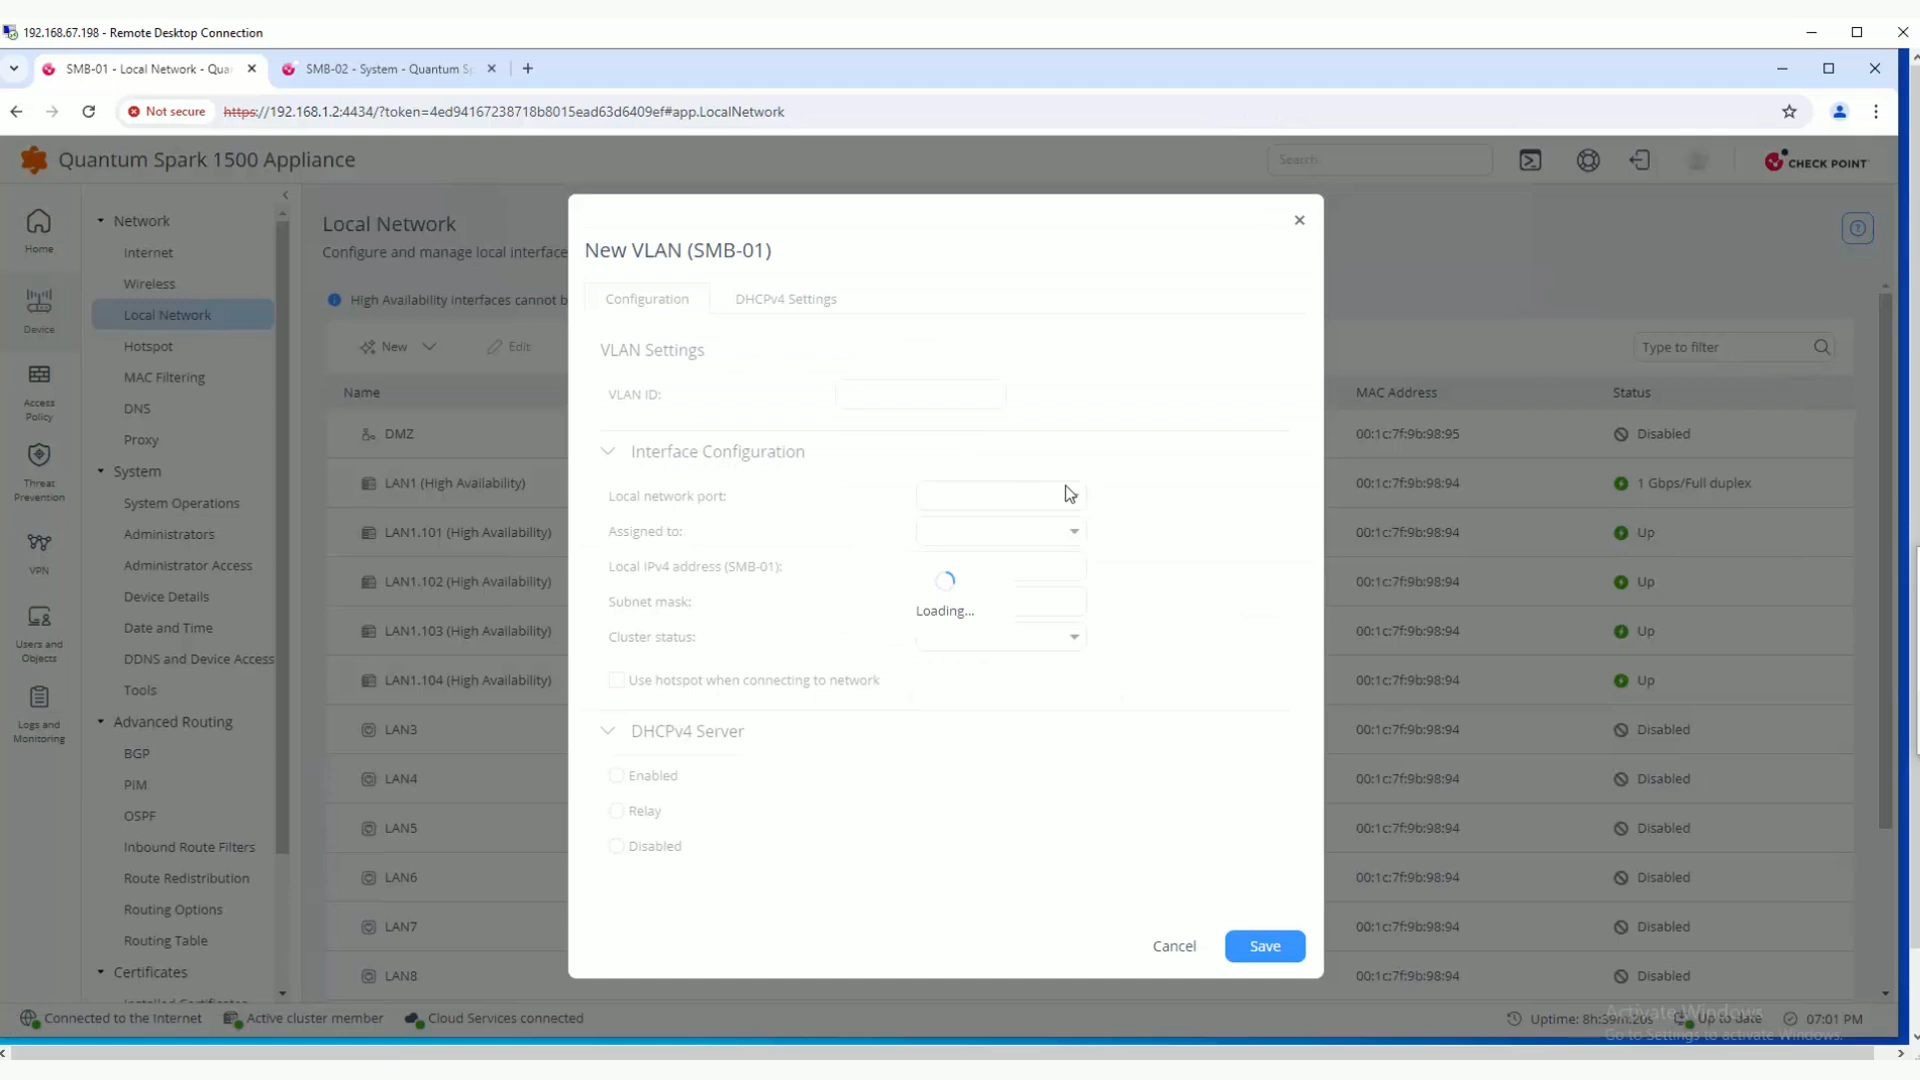 192.168.67.198 - Remote Desktop Connection
SMB-01 - Local Network - Qua
SMB-02 - System - Quantum S
Not secure
https://192.168.1.2:4434/?token=4ed94167238718b8015ead63d6409ef#app.LocalNetwork
Quantum Spark 1500 Appliance
Search
CHECK POINT
Home
Device
Access
Policy
Threat
Prevention
VPN
Users and
Objects
Logs and
Monitoring
Network
Internet
Wireless
Local Network
Hotspot
MAC Filtering
DNS
Proxy
System
System Operations
Administrators
Administrator Access
Device Details
Date and Time
DDNS and Device Access
Tools
Advanced Routing
BGP
PIM
OSPF
Inbound Route Filters
Route Redistribution
Routing Options
Routing Table
Certificates
Installed Certificates
Local Network
Configure and manage local interface
High Availability interfaces cannot b
New
Edit
Type to filter
Name
MAC Address
Status
DMZ
00:1c:7f:9b:98:95
Disabled
LAN1 (High Availability)
00:1c:7f:9b:98:94
1 Gbps/Full duplex
LAN1.101 (High Availability)
00:1c:7f:9b:98:94
Up
LAN1.102 (High Availability)
00:1c:7f:9b:98:94
Up
LAN1.103 (High Availability)
00:1c:7f:9b:98:94
Up
LAN1.104 (High Availability)
00:1c:7f:9b:98:94
Up
LAN3
00:1c:7f:9b:98:94
Disabled
LAN4
00:1c:7f:9b:98:94
Disabled
LAN5
00:1c:7f:9b:98:94
Disabled
LAN6
00:1c:7f:9b:98:94
Disabled
LAN7
00:1c:7f:9b:98:94
Disabled
LAN8
00:1c:7f:9b:98:94
Disabled
New VLAN (SMB-01)
Configuration
DHCPv4 Settings
VLAN Settings
VLAN ID:
Interface Configuration
Local network port:
Assigned to:
Local IPv4 address (SMB-01):
Subnet mask:
Cluster status:
Loading...
Use hotspot when connecting to network
DHCPv4 Server
Enabled
Relay
Disabled
Cancel
Save
Connected to the Internet
Active cluster member
Cloud Services connected
Uptime: 8h:59m:20s
Up to date
07:01 PM
Activate Windows
Go to Settings to activate Windows.